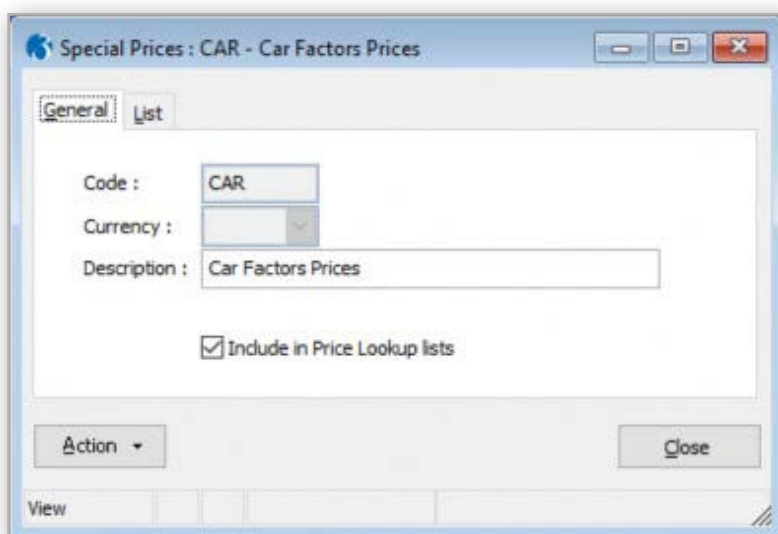 Special Prices : CAR - Car Factors Prices
General List
Code : CAR
Currency :
Description : Car Factors Prices
Include in Price Lookup lists
Action Close
View